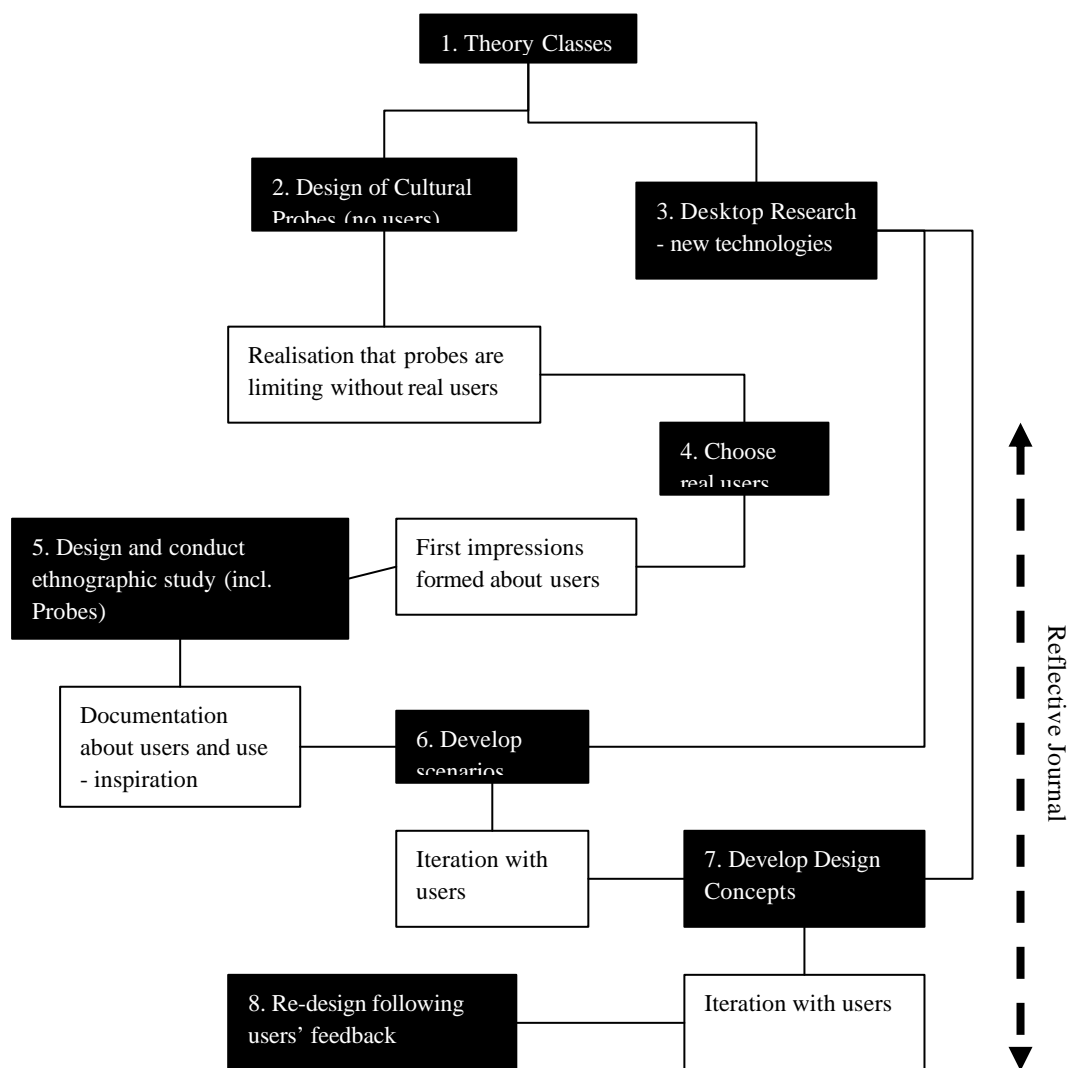 1. Theory Classes
2. Design of Cultural
Probes (no users)
3. Desktop Research
- new technologies
Realisation that probes are
limiting without real users
4. Choose
real users
5. Design and conduct
ethnographic study (incl.
Probes)
First impressions
formed about users
Documentation
about users and use
- inspiration
6. Develop
scenarios
Iteration with
users
7. Develop Design
Concepts
8. Re-design following
users’ feedback
Iteration with users
Reflective Journal